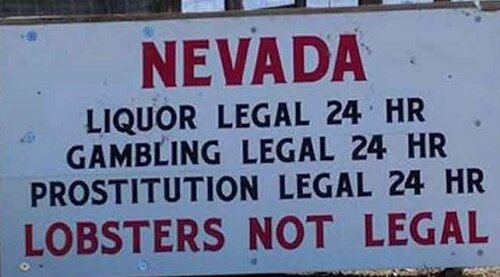 NEVADA
LIQUOR LEGAL 24 HR
GAMBLING LEGAL 24 HR
PROSTITUTION LEGAL 24 HR
LOBSTERS NOT LEGAL